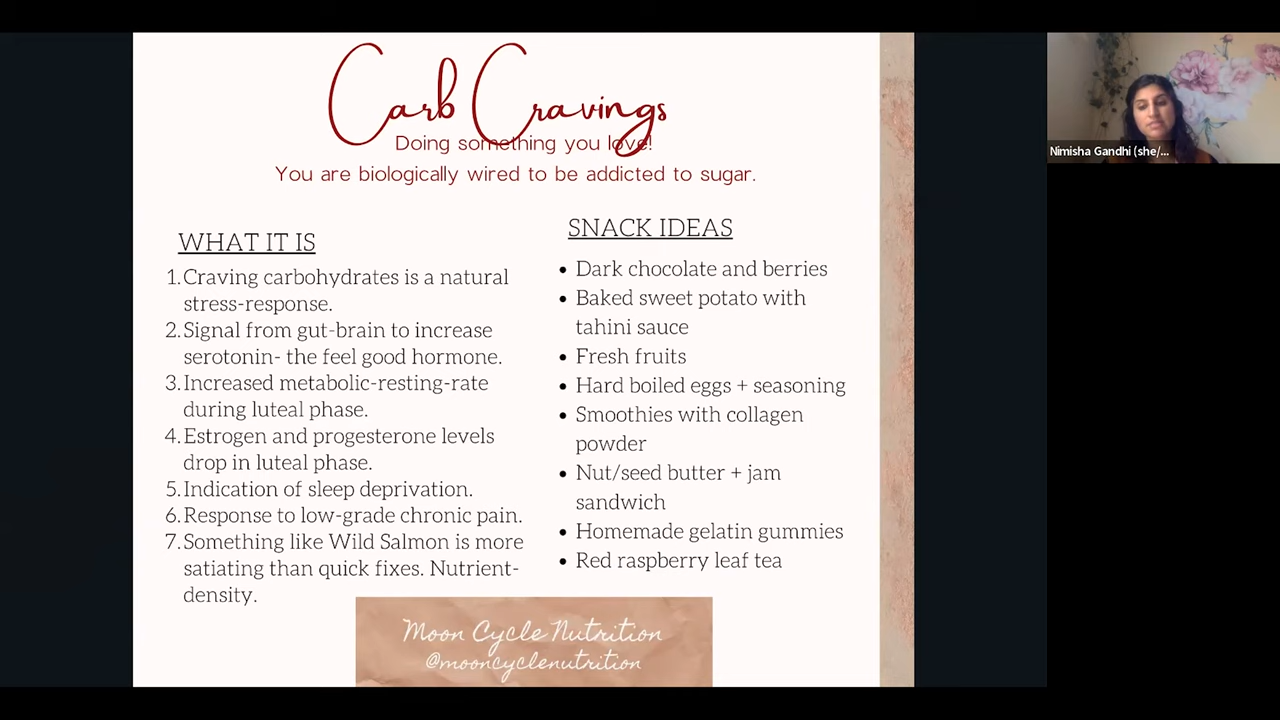 Carb Cravings
Doing something you love!
You are biologically wired to be addicted to sugar.
WHAT IT IS
1. Craving carbohydrates is a natural
stress-response.
2. Signal from gut-brain to increase
serotonin- the feel good hormone.
3. Increased metabolic-resting-rate
during luteal phase.
4. Estrogen and progesterone levels
drop in luteal phase.
5. Indication of sleep deprivation.
6. Response to low-grade chronic pain.
7. Something like Wild Salmon is more
satiating than quick fixes. Nutrient-
density.
SNACK IDEAS
• Dark chocolate and berries
• Baked sweet potato with
tahini sauce
• Fresh fruits
• Hard boiled eggs + seasoning
• Smoothies with collagen
powder
• Nut/seed butter + jam
sandwich
• Homemade gelatin gummies
• Red raspberry leaf tea
Moon Cycle Nutrition
@mooncyclenutrition
Nimisha Gandhi (she/...